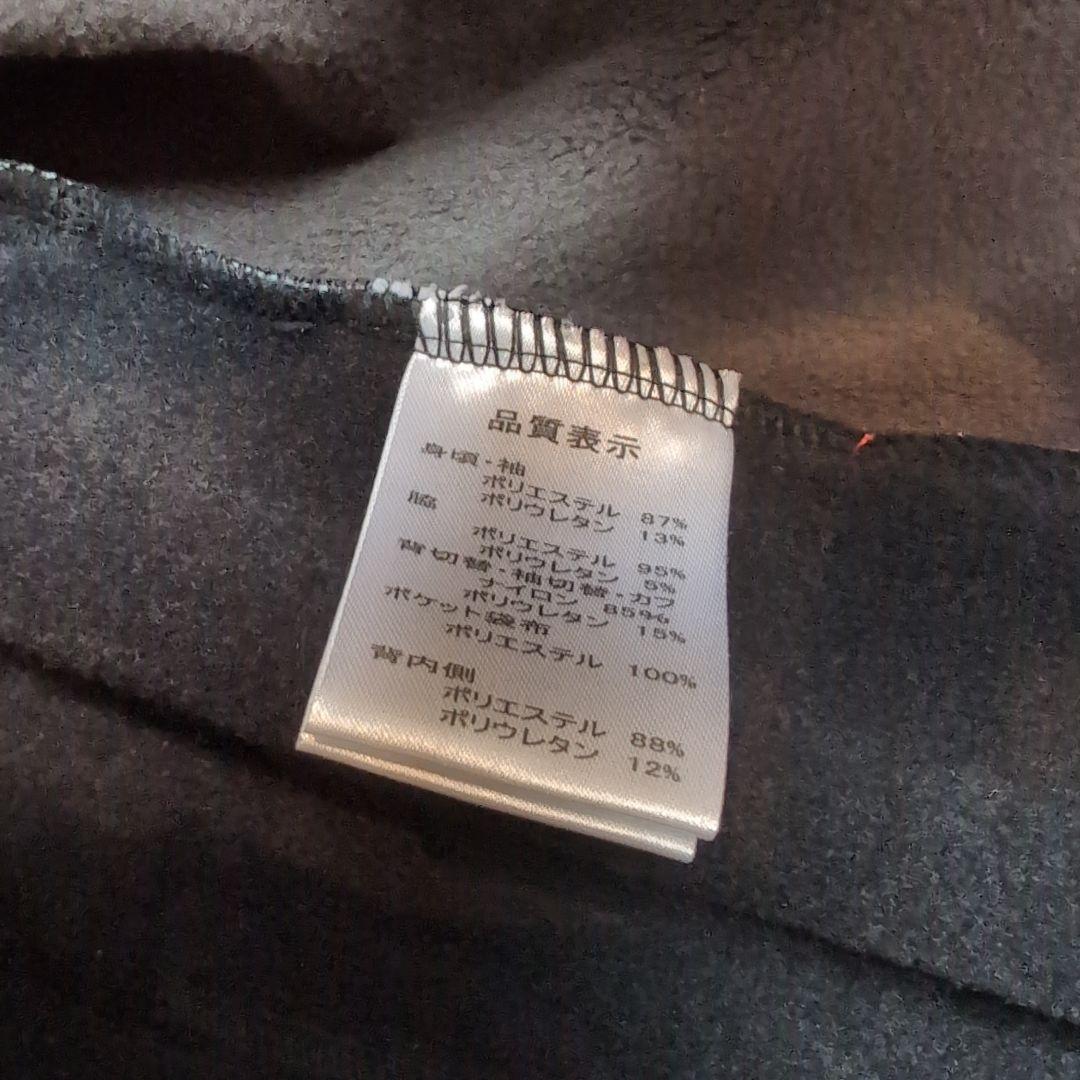 品質表示
身頃・袖
ポリエステル 87%
ポリウレタン 13%
脇
ポリエステル 95%
ポリウレタン 5%
背切替・袖切替・カフ
ナイロン 85%
ポリウレタン 15%
ポケット袋布
ポリエステル 100%
背内側
ポリエステル 88%
ポリウレタン 12%